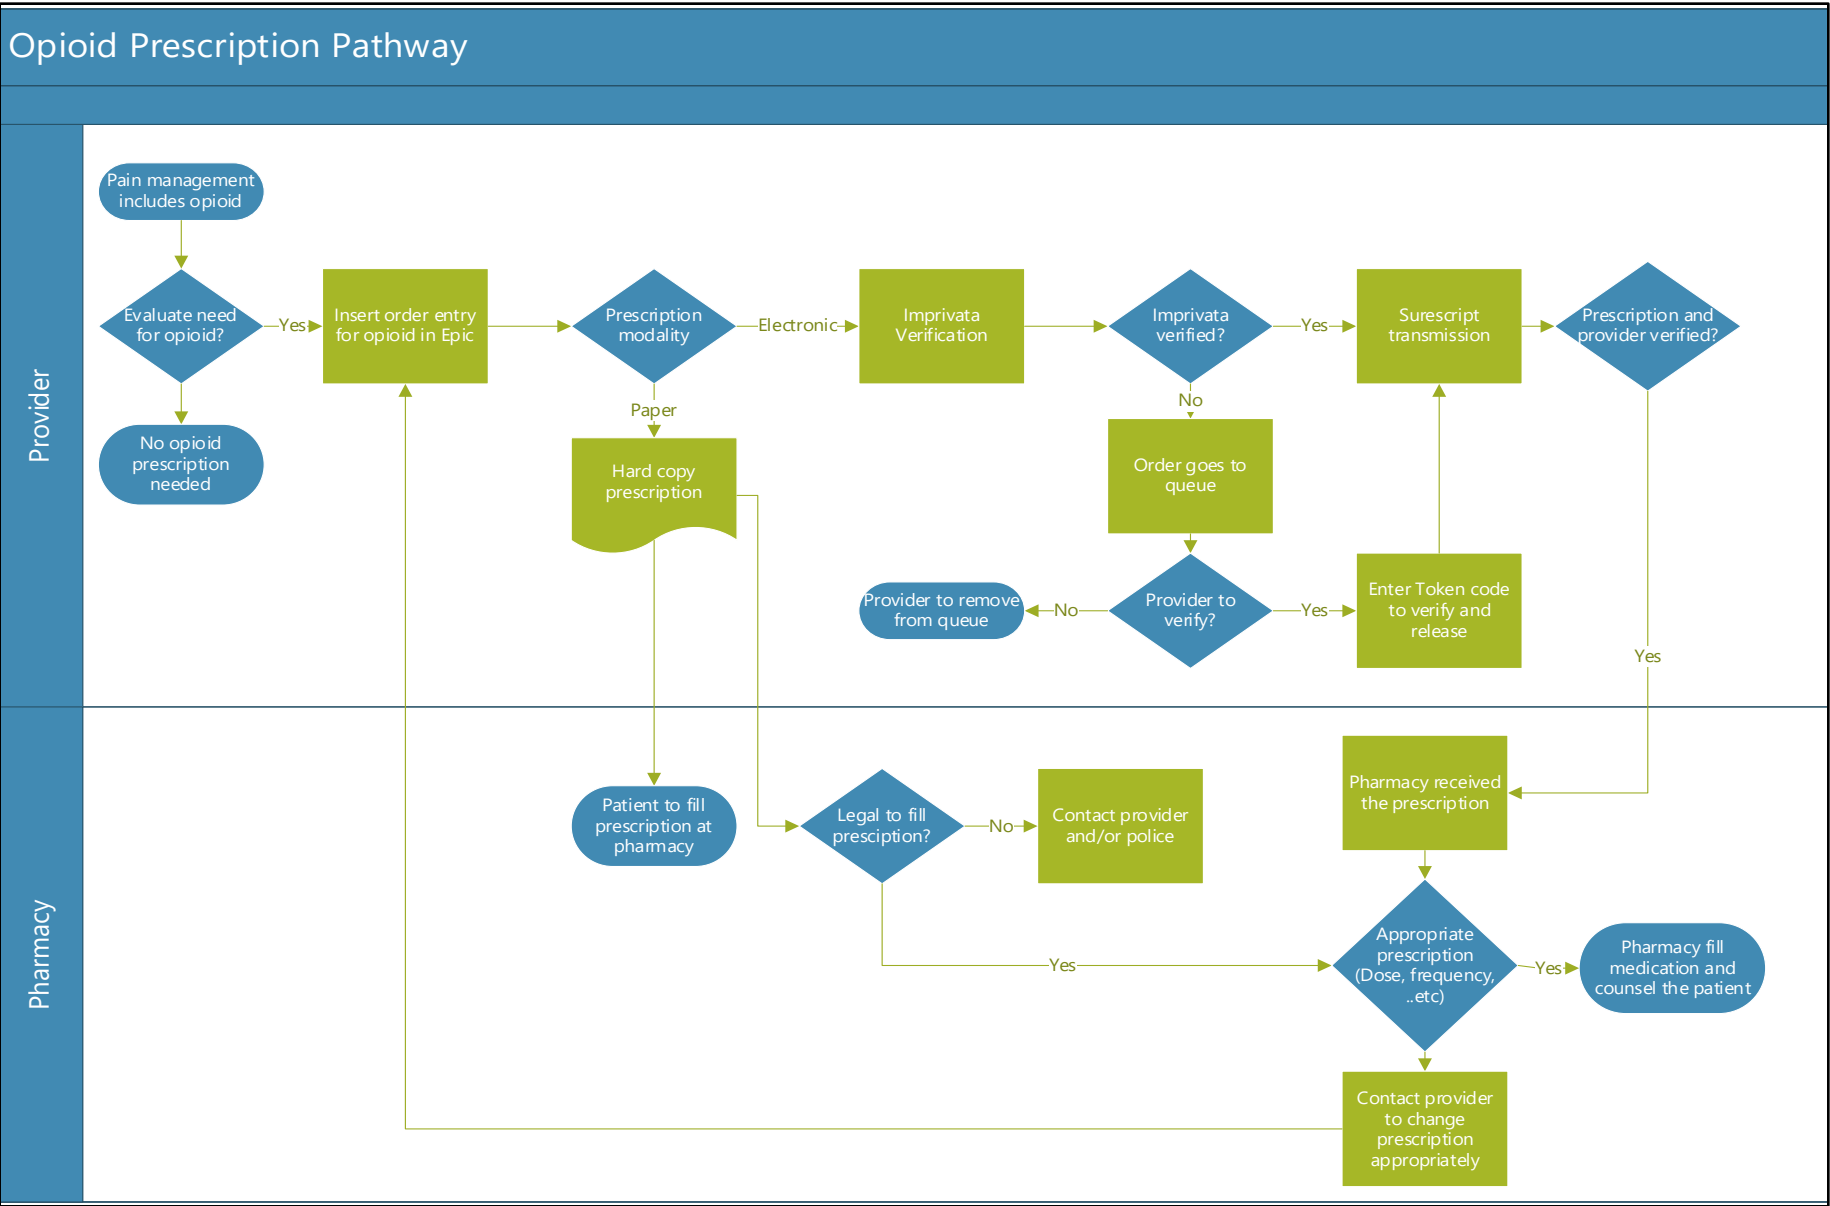 Opioid Prescription Pathway
Provider
Pain management
includes opioid
Evaluate need
for opioid?
Yes
Insert order entry
for opioid in Epic
Prescription
modality
Electronic
Imprivata
Verification
Imprivata
verified?
Yes
Surescript
transmission
Prescription and
provider verified?
No opioid
prescription
needed
Paper
Hard copy
prescription
No
Order goes to
queue
Provider to remove
from queue
No
Provider to
verify?
Yes
Enter Token code
to verify and
release
Yes
Pharmacy
Patient to fill
prescription at
pharmacy
Legal to fill
presciption?
No
Contact provider
and/or police
Pharmacy received
the prescription
Yes
Appropriate
prescription
(Dose, frequency,
..etc)
Yes
Pharmacy fill
medication and
counsel the patient
Contact provider
to change
prescription
appropriately